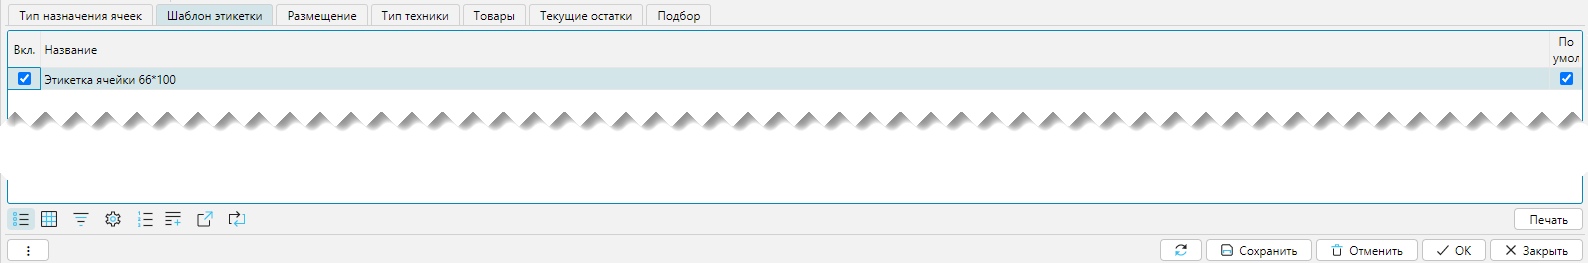 Тип назначения ячеек Шаблон этикетки Размещение Тип техники Товары Текущие остатки Подбор
Вкл. Название По умол
Этикетка ячейки 66*100
Печать
Сохранить Отменить ОК Закрыть